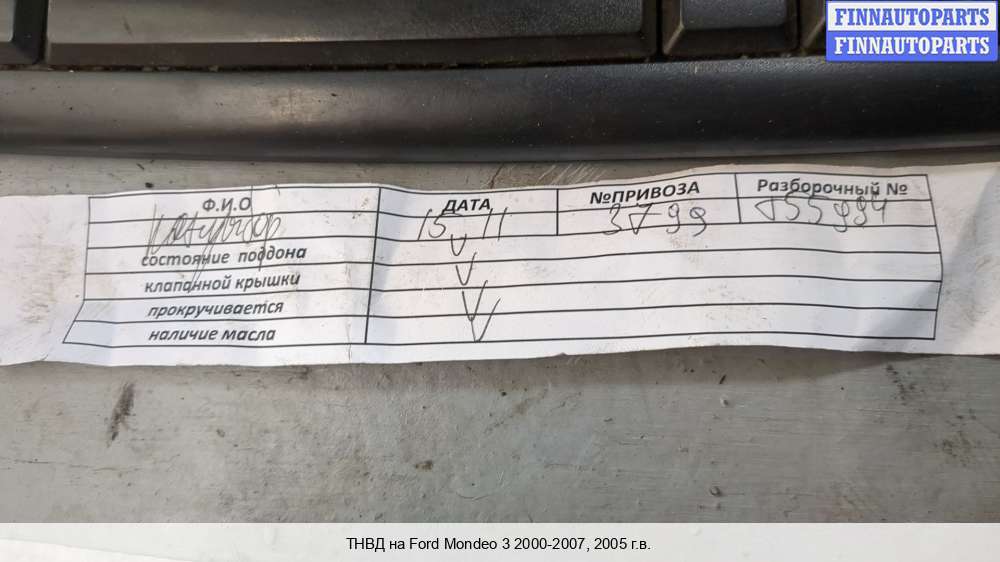 FINNAUTOPARTS
FINNAUTOPARTS
Ф.И.О ДАТА №ПРИВОЗА Разборочный №
15 11 3799
состояние поддона
клапанной крышки
прокручивается
наличие масла
ТНВД на Ford Mondeo 3 2000-2007, 2005 г.в.